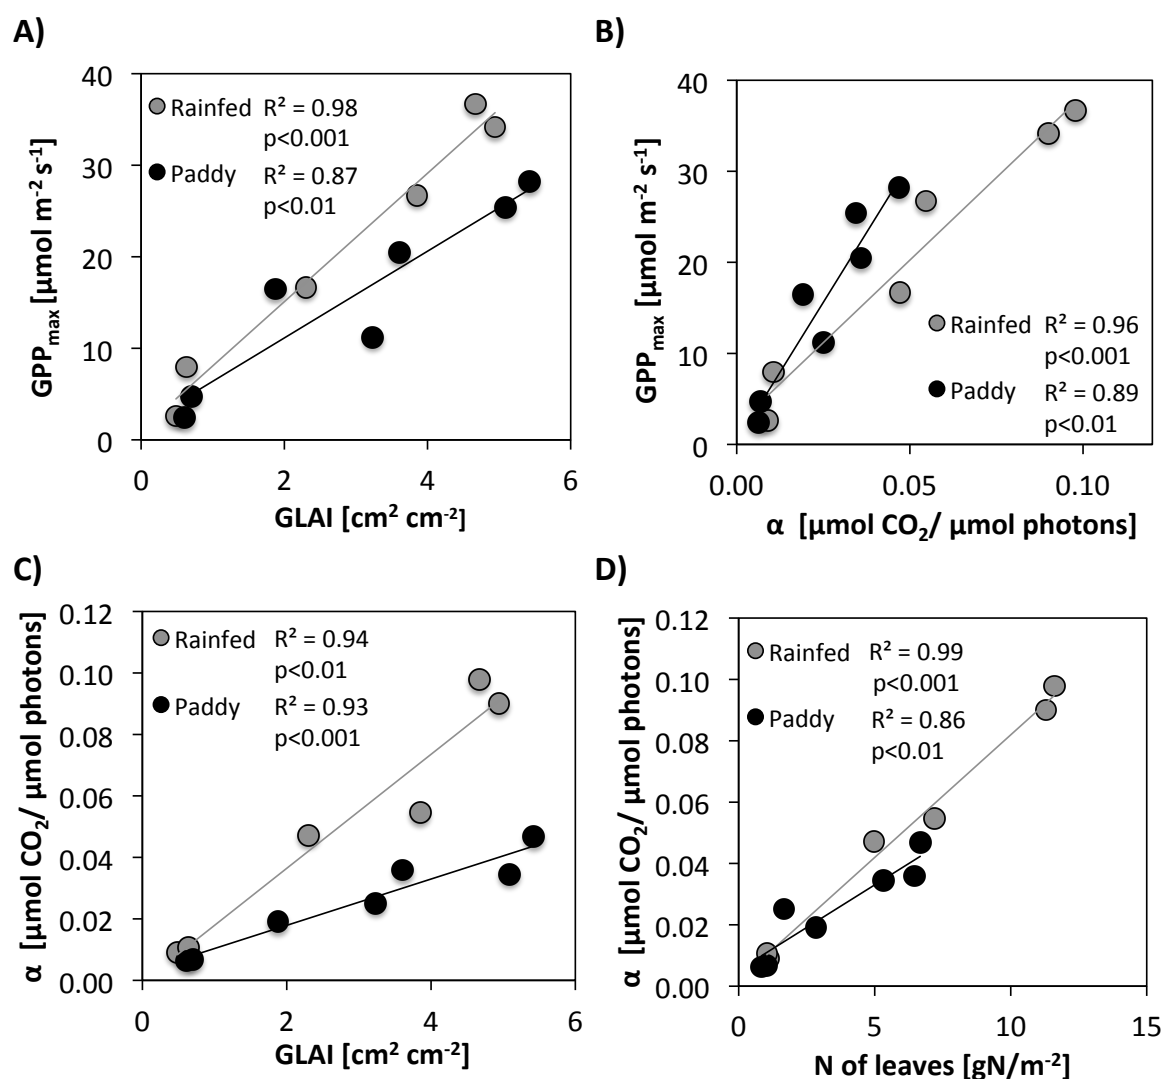 A)
GPPmax [µmol m-2 s-1]
40
30
20
10
0
Rainfed R² = 0.98
p<0.001
Paddy R² = 0.87
p<0.01
0 2 4 6
GLAI [cm² cm-2]
B)
GPPmax [µmol m-2 s-1]
40
30
20
10
0
Rainfed R² = 0.96
p<0.001
Paddy R² = 0.89
p<0.01
0.00 0.05 0.10
α [µmol CO2/ µmol photons]
C)
α [µmol CO2/ µmol photons]
0.12
0.10
0.08
0.06
0.04
0.02
0.00
Rainfed R² = 0.94
p<0.01
Paddy R² = 0.93
p<0.001
0 2 4 6
GLAI [cm² cm-2]
D)
α [µmol CO2/ µmol photons]
0.12
0.10
0.08
0.06
0.04
0.02
0.00
Rainfed R² = 0.99
p<0.001
Paddy R² = 0.86
p<0.01
0 5 10 15
N of leaves [gN/m-2]